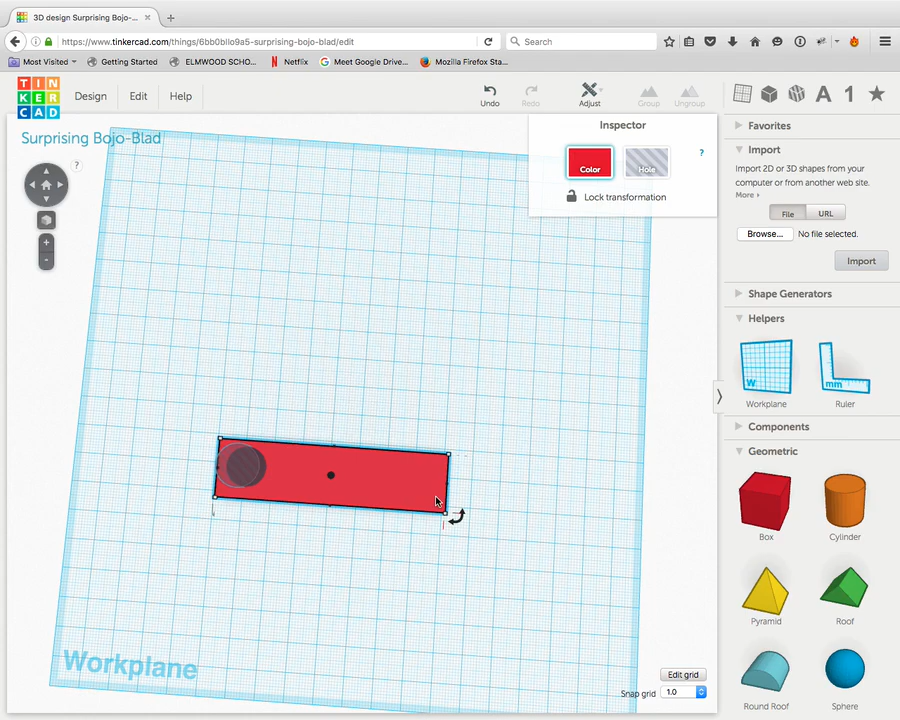 3D design Surprising Bojo-Blad...
https://www.tinkercad.com/things/6bb0bllo9a5-surprising-bojo-blad/edit
Search
Most Visited
Getting Started
ELMWOOD SCHO...
Netflix
Meet Google Drive...
Mozilla Firefox Sta...
TIN
KER
CAD
Design
Edit
Help
Undo
Redo
Adjust
Group
Ungroup
A
1
Surprising Bojo-Blad
?
+
-
Inspector
Color
Hole
?
Lock transformation
Favorites
Import
Import 2D or 3D shapes from your
computer or from another web site.
More
File
URL
Browse...
No file selected.
Import
Shape Generators
Helpers
W
mm
Workplane
Ruler
Components
Geometric
Box
Cylinder
Pyramid
Roof
Round Roof
Sphere
Workplane
Edit grid
Snap grid
1.0